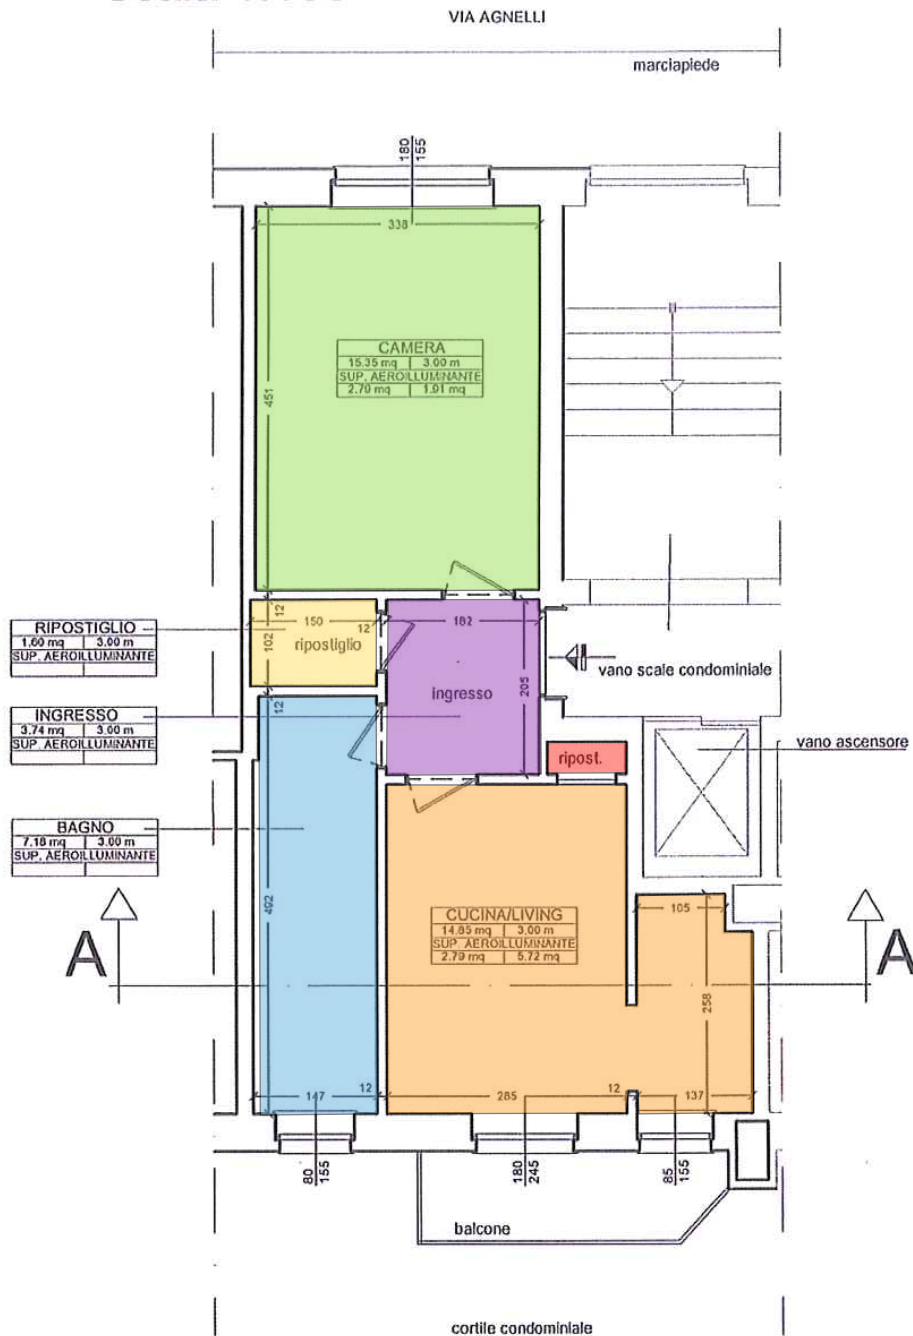 VIA AGNELLI
marciapiede
180
155
338
CAMERA
15.35 mq 3.00 m
SUP. AEROILLUMINANTE
2.79 mq 1.91 mq
451
12
150
12
182
RIPOSTIGLIO
1,60 mq 3.00 m
SUP. AEROILLUMINANTE
ripostiglio
102
vano scale condominiale
205
ingresso
12
INGRESSO
3.74 mq 3.00 m
SUP. AEROILLUMINANTE
vano ascensore
ripost.
BAGNO
7.18 mq 3.00 m
SUP. AEROILLUMINANTE
492
CUCINA/LIVING
14.85 mq 3.00 m
SUP. AEROILLUMINANTE
2.79 mq 5.72 mq
105
A
A
258
147
12
285
12
137
80
155
180
245
85
155
balcone
cortile condominiale